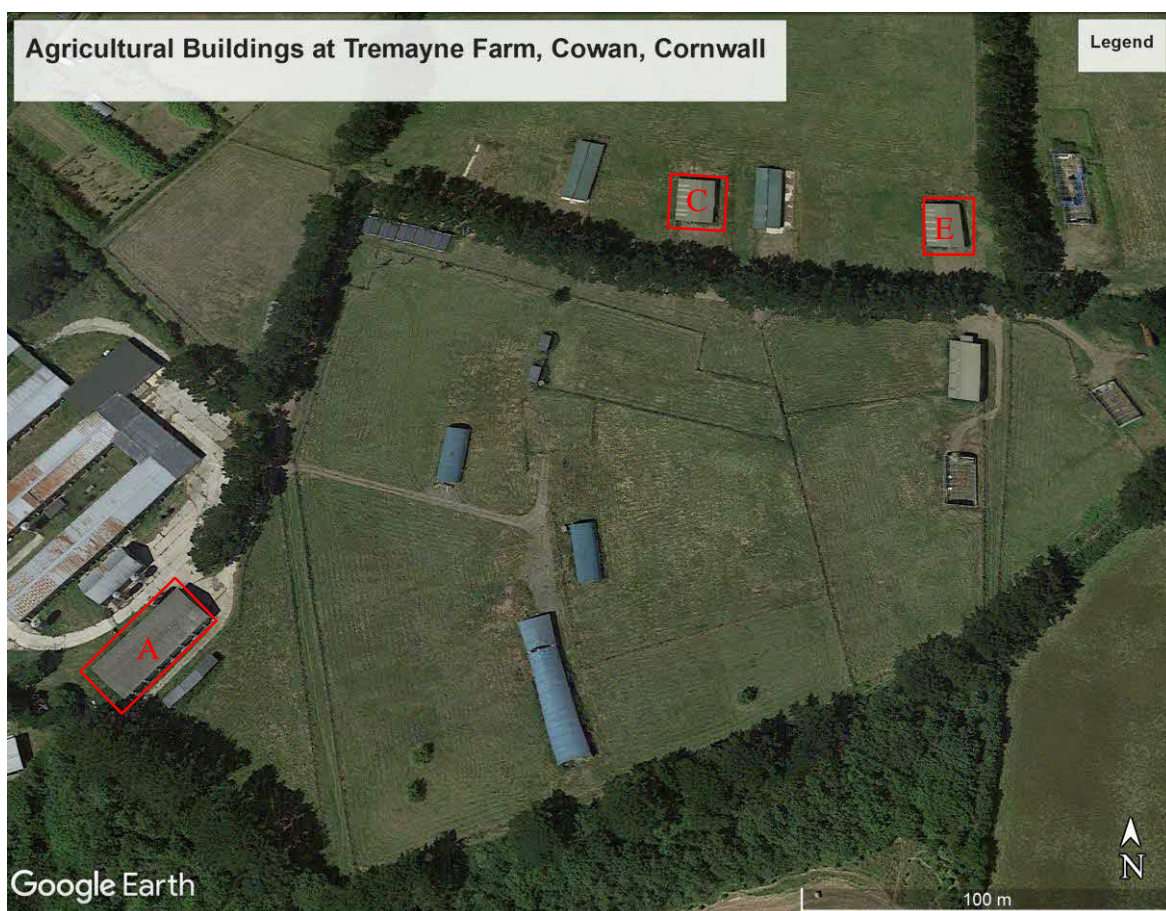 Agricultural Buildings at Tremayne Farm, Cowan, Cornwall
Legend
C
E
A
N
Google Earth
100 m